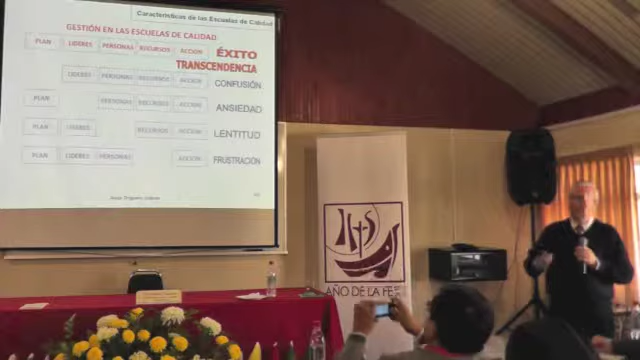 Características de las Escuelas de Calidad
GESTIÓN EN LAS ESCUELAS DE CALIDAD
PLAN LIDERES PERSONAS RECURSOS ACCION ÉXITO
TRANSCENDENCIA
LIDERES PERSONAS RECURSOS ACCION CONFUSIÓN
PLAN PERSONAS RECURSOS ACCION ANSIEDAD
PLAN LIDERES RECURSOS ACCION LENTITUD
PLAN LIDERES PERSONAS ACCION FRUSTRACIÓN
AÑO DE LA FE